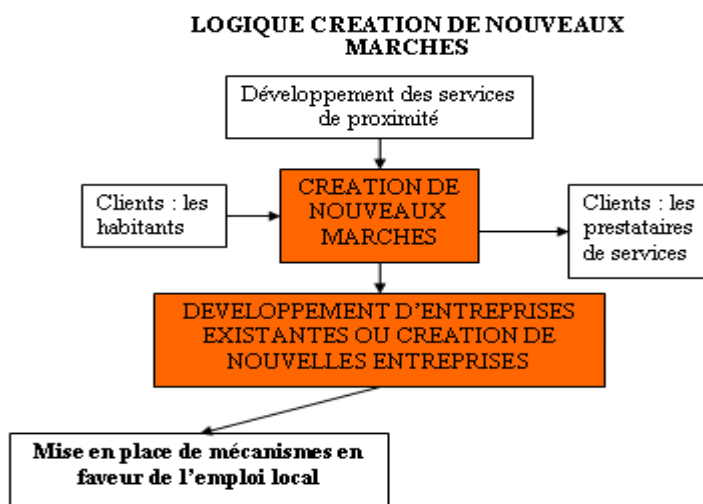 LOGIQUE CREATION DE NOUVEAUX
MARCHES
Développement des services
de proximité
Clients : les
habitants
CREATION DE
NOUVEAUX
MARCHES
Clients : les
prestataires
de services
DEVELOPPEMENT D'ENTREPRISES
EXISTANTES OU CREATION DE
NOUVELLES ENTREPRISES
Mise en place de mécanismes en
faveur de l'emploi local